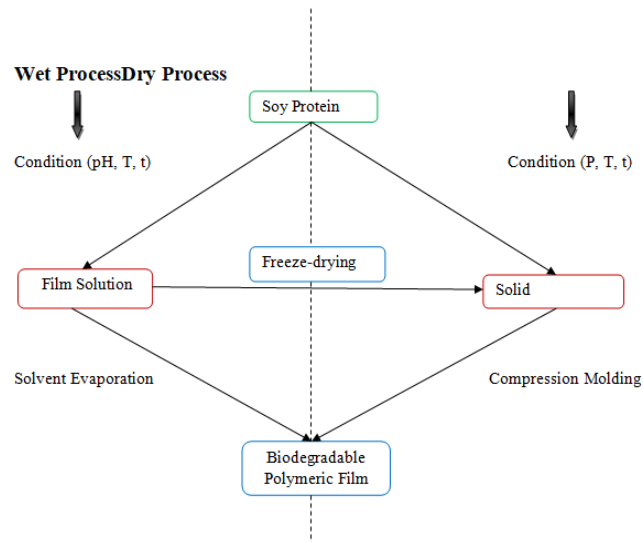 Wet ProcessDry Process
Soy Protein
Condition (pH, T, t)
Condition (P, T, t)
Freeze-drying
Film Solution
Solid
Solvent Evaporation
Compression Molding
Biodegradable
Polymeric Film